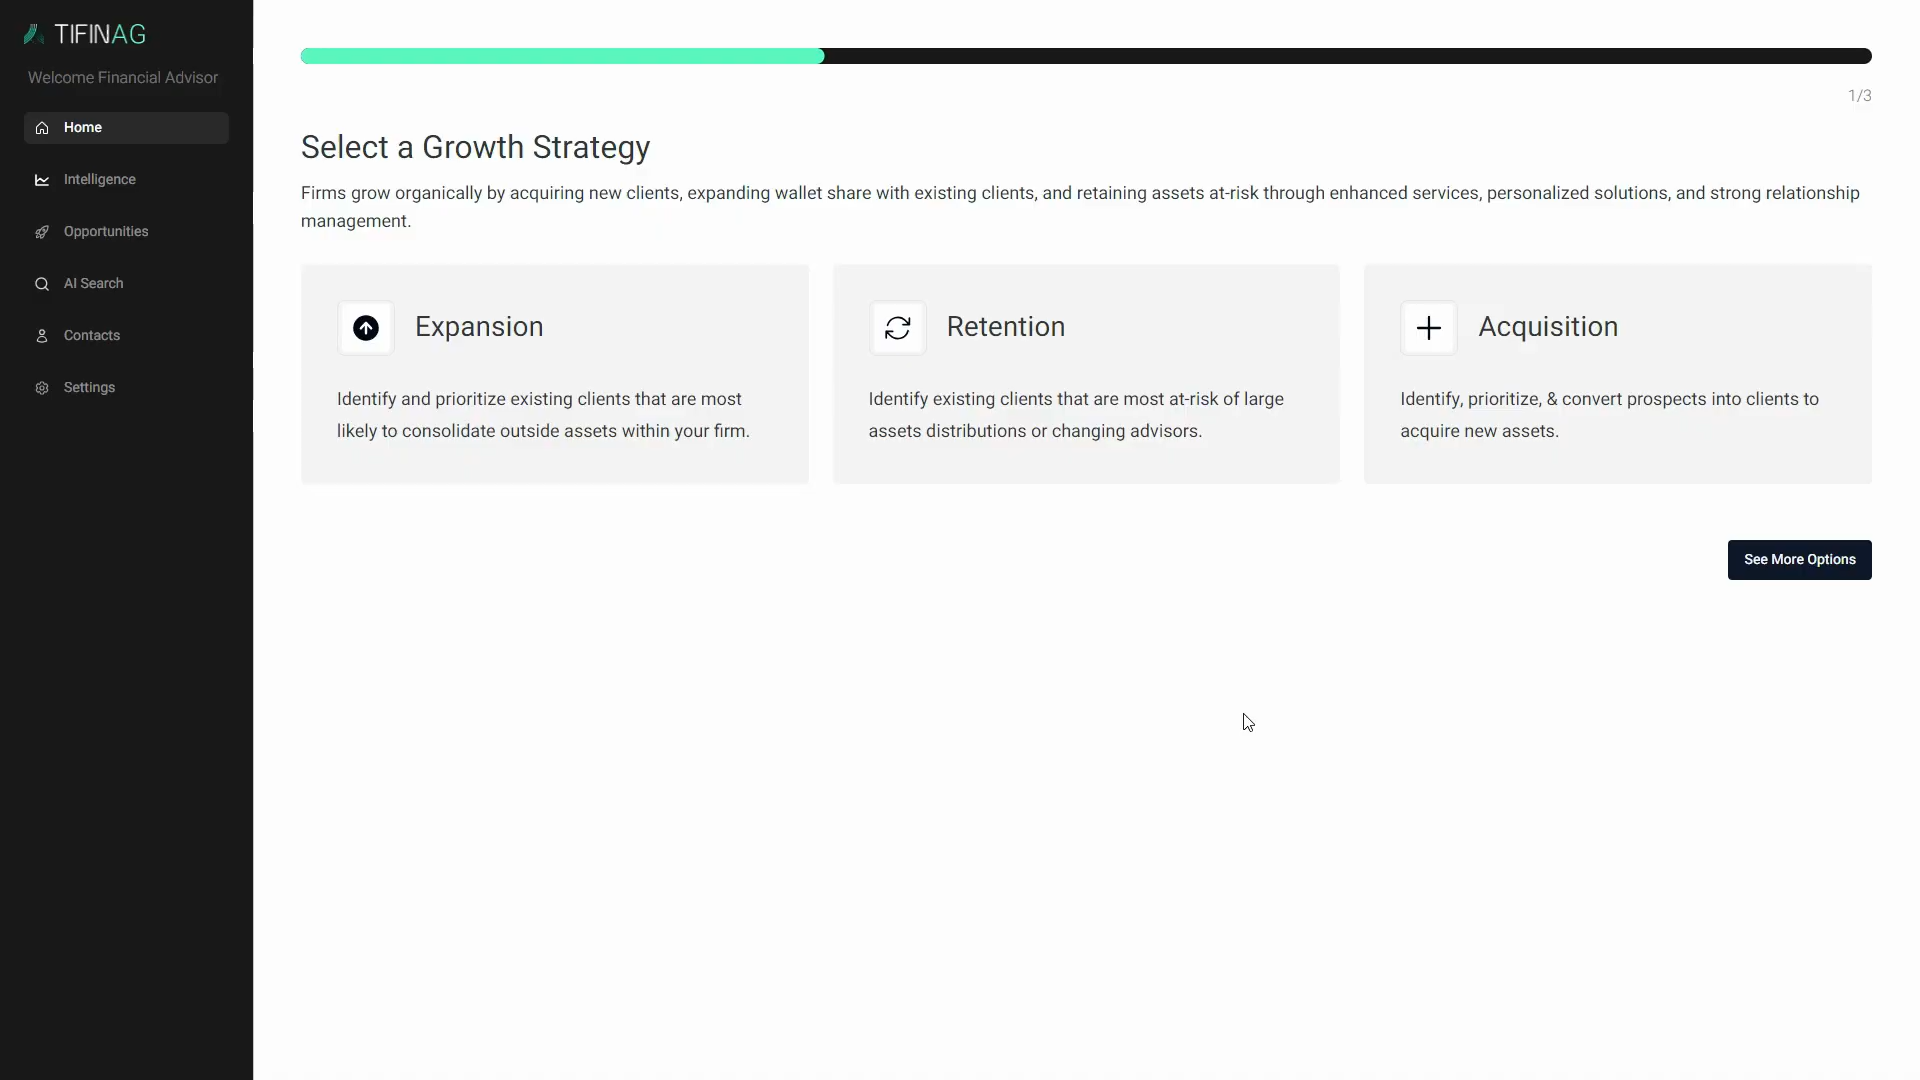 TIFINAG
Welcome Financial Advisor
Home
Intelligence
Opportunities
AI Search
Contacts
Settings
1/3
Select a Growth Strategy
Firms grow organically by acquiring new clients, expanding wallet share with existing clients, and retaining assets at-risk through enhanced services, personalized solutions, and strong relationship
management.
Expansion
Identify and prioritize existing clients that are most
likely to consolidate outside assets within your firm.
Retention
Identify existing clients that are most at-risk of large
assets distributions or changing advisors.
Acquisition
Identify, prioritize, & convert prospects into clients to
acquire new assets.
See More Options